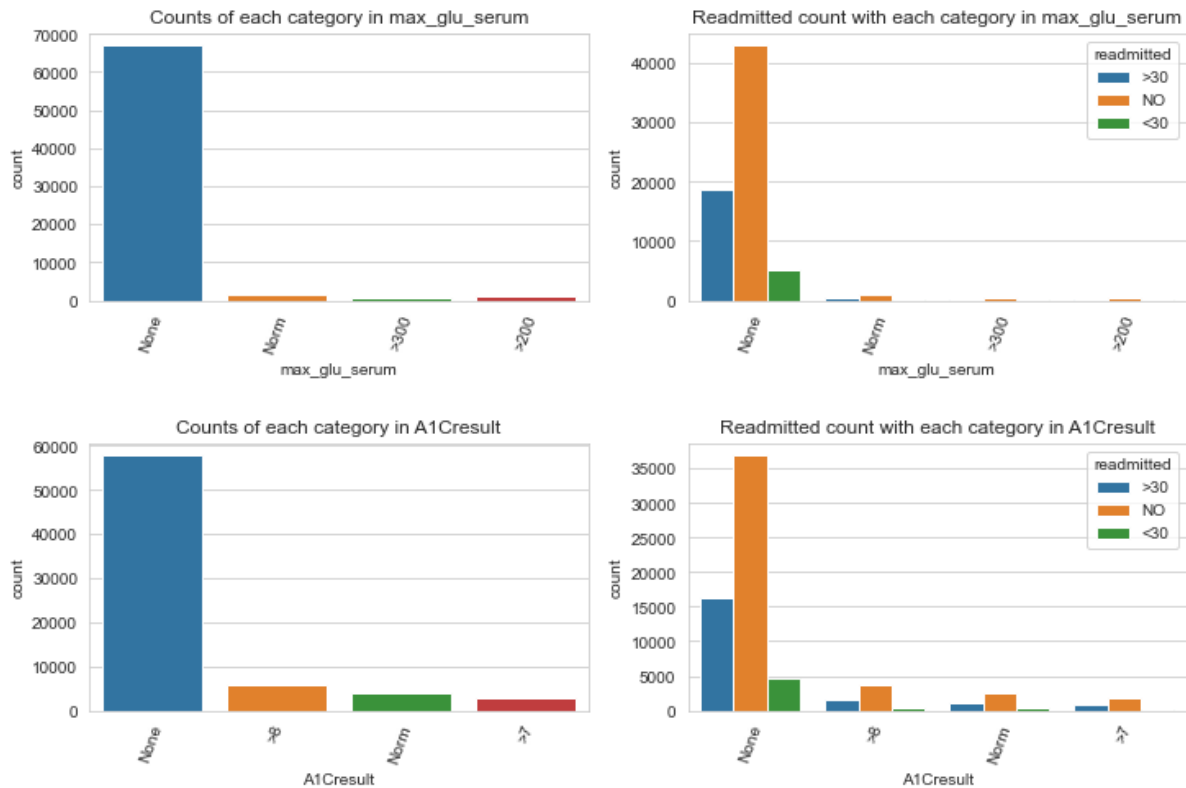 Counts of each category in max_glu_serum
70000
60000
50000
40000
30000
20000
10000
0
count
None
Norm
>300
>200
max_glu_serum
Readmitted count with each category in max_glu_serum
readmitted
>30
NO
<30
40000
30000
20000
10000
0
count
None
Norm
>300
>200
max_glu_serum
Counts of each category in A1Cresult
60000
50000
40000
30000
20000
10000
0
count
None
>8
Norm
>7
A1Cresult
Readmitted count with each category in A1Cresult
readmitted
>30
NO
<30
35000
30000
25000
20000
15000
10000
5000
0
count
None
>8
Norm
>7
A1Cresult